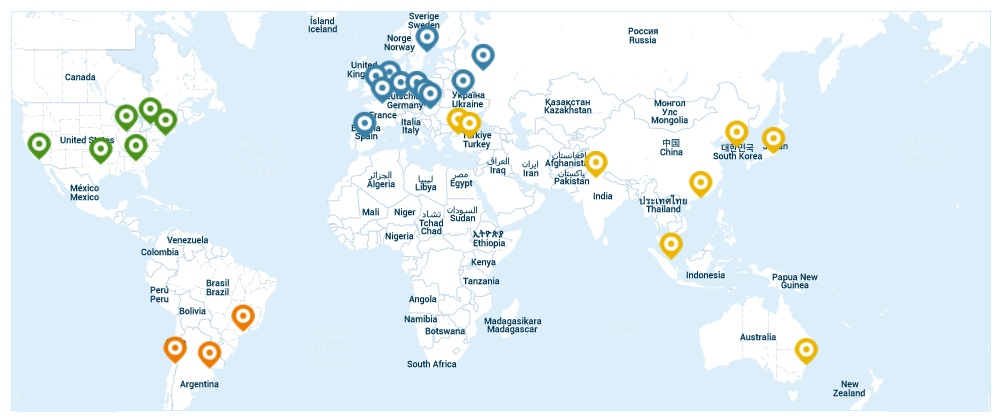 Ísland
Iceland
Sverige
Sweden
Norge
Norway
Россия
Russia
Canada
United
Україна
Ukraine
Germany
France
Қазақстан
Kazakhstan
Монгол
Улс
Mongolia
Italia
Italy
Spain
Türkiye
Turkey
United States
中国
China
대한민국
South Korea
افغانستان
Afghanistan
العراق
Iraq
ایران
Iran
پاکستان
Pakistan
الجزائر
Algeria
ليبيا
Libya
مصر
Egypt
México
Mexico
India
ประเทศไทย
Thailand
Mali
Niger
تشاد
Tchad
Chad
السودان
Sudan
Nigeria
ኢትዮጵያ
Ethiopia
Venezuela
Colombia
Kenya
Indonesia
Papua New
Guinea
Tanzania
Perú
Peru
Brasil
Brazil
Bolivia
Angola
Namibia
Botswana
Madagasikara
Madagascar
Australia
South Africa
Argentina
New
Zealand